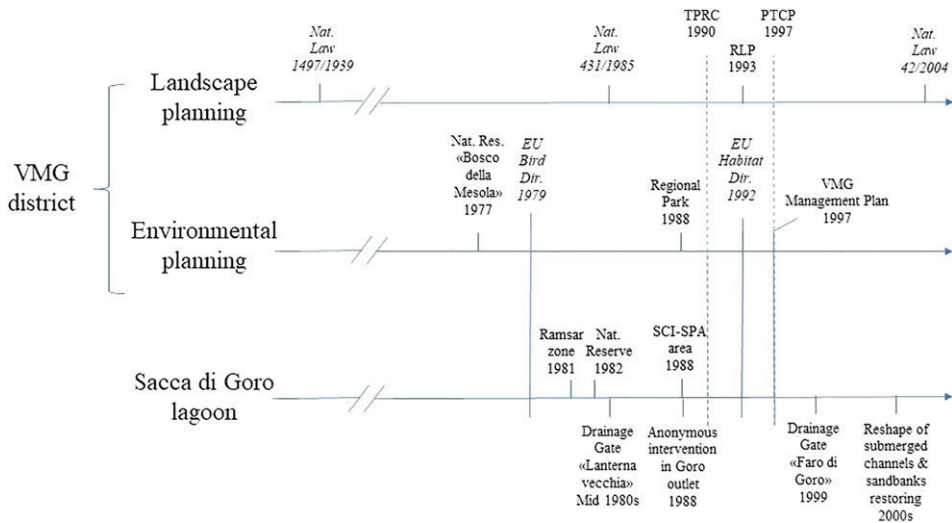 TPRC
1990
PTCP
1997
Nat.
Law
1497/1939
Nat.
Law
431/1985
RLP
1993
Nat.
Law
42/2004
Landscape
planning
VMG
district
Nat. Res.
«Bosco
della
Mesola»
1977
EU
Bird
Dir.
1979
Regional
Park
1988
EU
Habitat
Dir.
1992
VMG
Management Plan
1997
Environmental
planning
Ramsar
zone
1981
Nat.
Reserve
1982
SCI-SPA
area
1988
Sacca di Goro
lagoon
Drainage
Gate
«Lanterna
vecchia»
Mid 1980s
Anonymous
intervention
in Goro
outlet
1988
Drainage
Gate
«Faro di
Goro»
1999
Reshape of
submerged
channels &
sandbanks
restoring
2000s